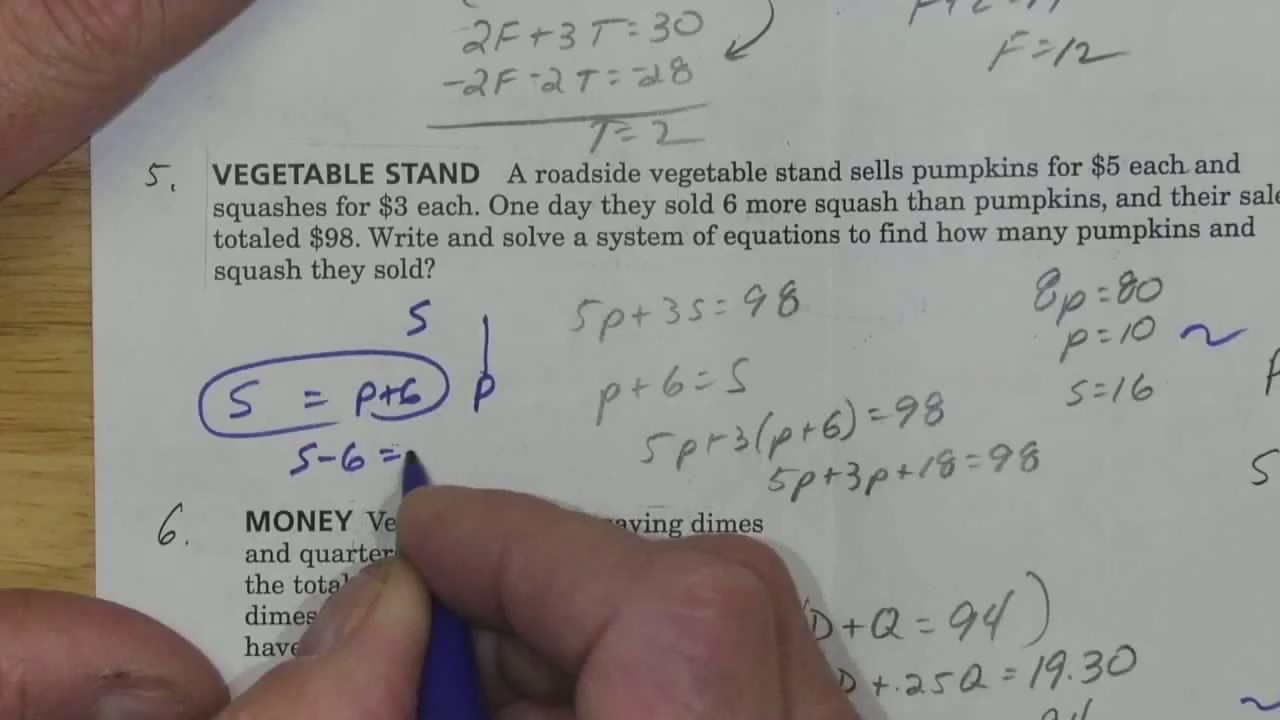 2F+3T=30
-2F-2T=-28
T=2
F=12
5. VEGETABLE STAND A roadside vegetable stand sells pumpkins for $5 each and
squashes for $3 each. One day they sold 6 more squash than pumpkins, and their sale
totaled $98. Write and solve a system of equations to find how many pumpkins and
squash they sold?
S p
S = p+6
S-6 =
5p+3s=98
p+6=S
5p+3(p+6)=98
5p+3p+18=98
8p=80
p=10
s=16
S
6. MONEY dimes
and quarter
the total
dimes
have
D+Q=94)
D+.25Q=19.30